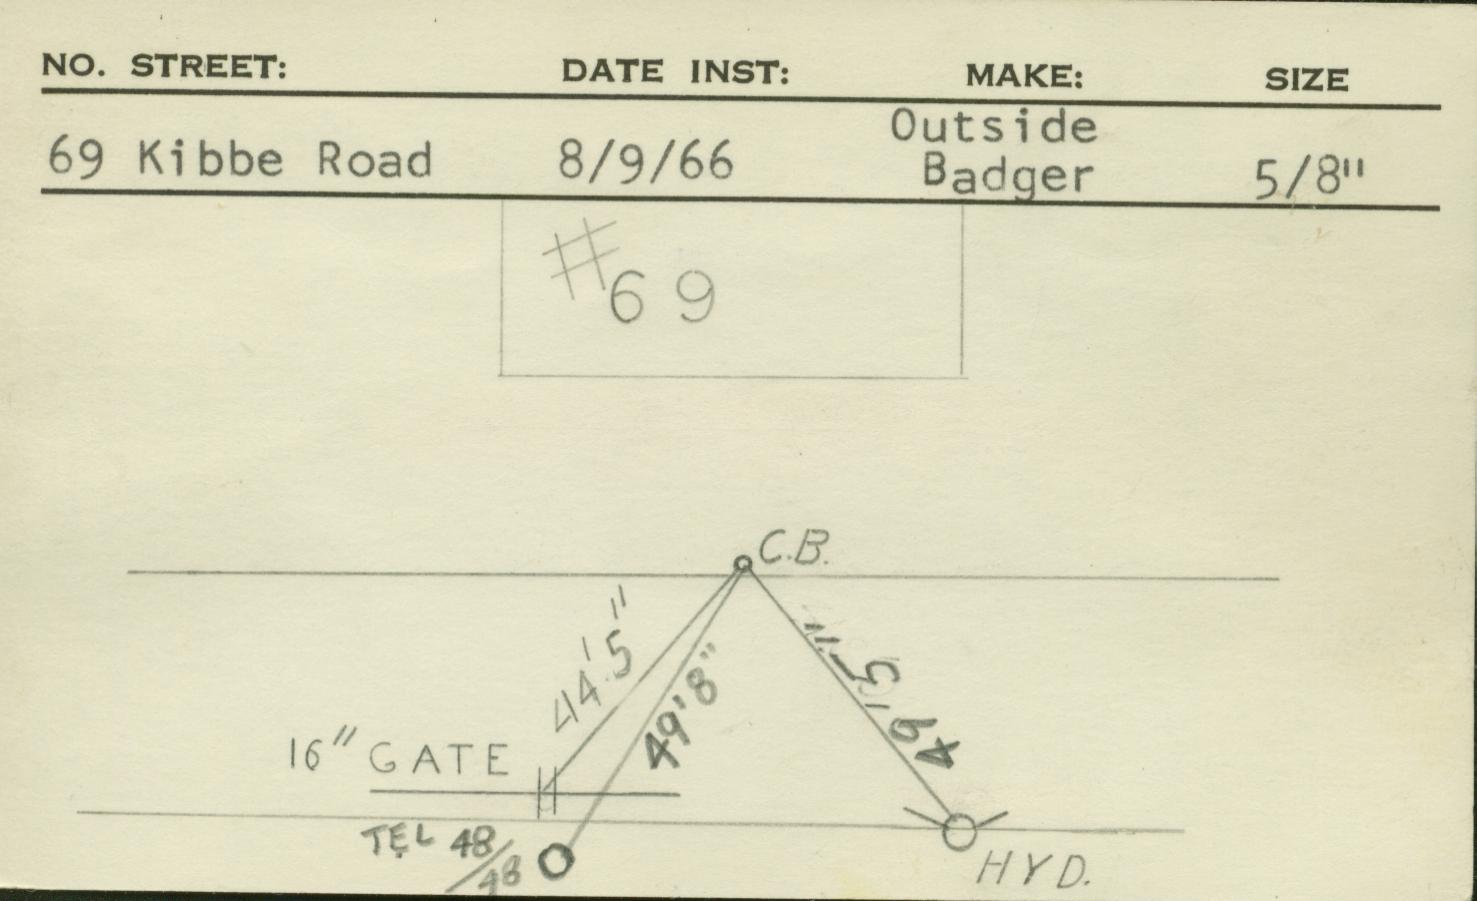 NO. STREET: DATE INST: MAKE: SIZE
69 Kibbe Road 8/9/66 Outside Badger 5/8"
#69
C.B.
44'5"
49'8"
49'5"
16" GATE
TEL 48/48
HYD.